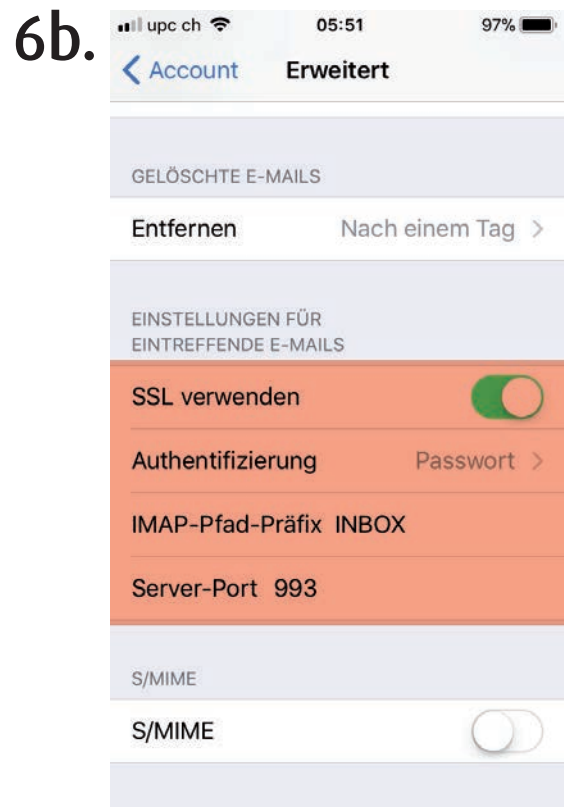 6b.
upc ch 05:51 97%
Account Erweitert
GELÖSCHTE E-MAILS
Entfernen Nach einem Tag
EINSTELLUNGEN FÜR
EINTREFFENDE E-MAILS
SSL verwenden
Authentifizierung Passwort
IMAP-Pfad-Präfix INBOX
Server-Port 993
S/MIME
S/MIME